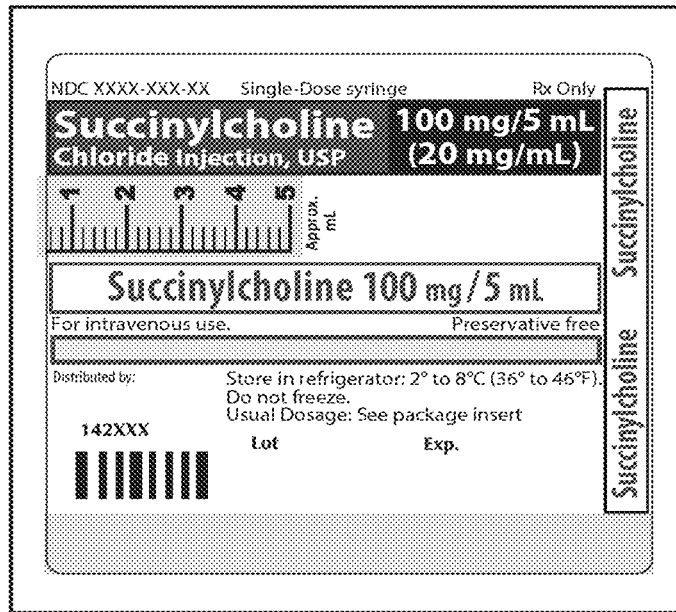 NDC XXXX-XXX-XX Single-Dose syringe Rx Only
Succinylcholine 100 mg/5 mL
Chloride Injection, USP (20 mg/mL)
1 2 3 4 5
Approx.
mL
Succinylcholine 100 mg/5 mL
For intravenous use. Preservative free
Distributed by: Store in refrigerator: 2° to 8°C (36° to 46°F).
Do not freeze.
Usual Dosage: See package insert
142XXX
Lot Exp.
Succinylcholine Succinylcholine